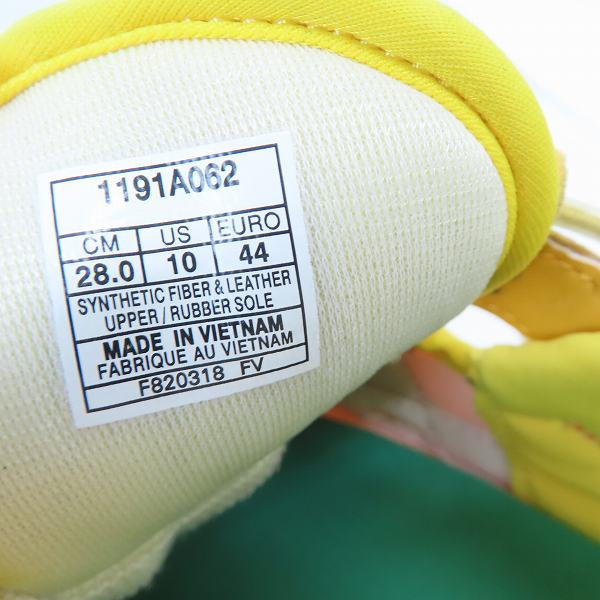 1191A062
CM US EURO
28.0 10 44
SYNTHETIC FIBER & LEATHER
UPPER / RUBBER SOLE
MADE IN VIETNAM
FABRIQUE AU VIETNAM
F820318 FV